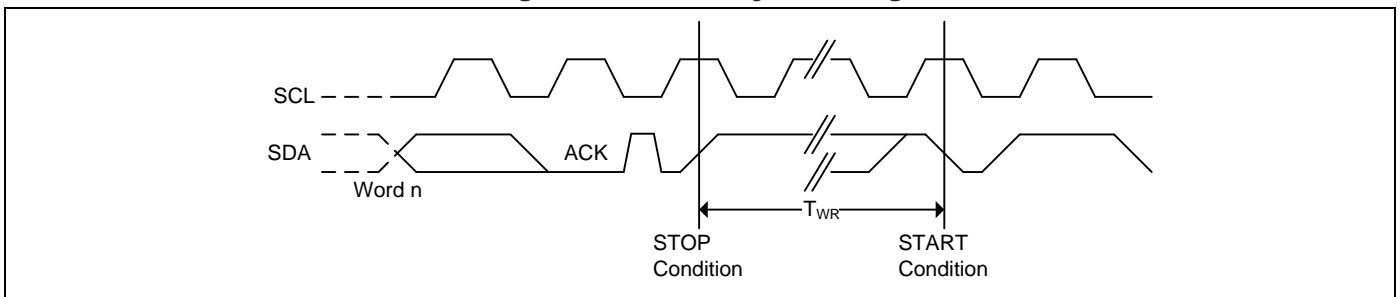 SCL
SDA
ACK
Word n
TWR
STOP
Condition
START
Condition